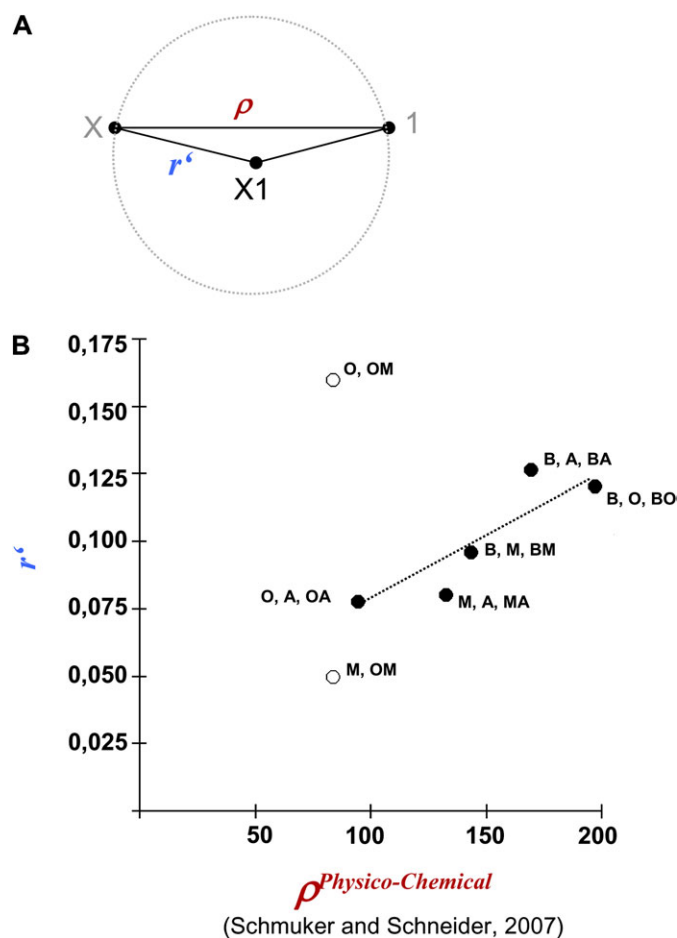 A
X
ρ
1
r‘
X1
B
0,175
0,150
0,125
0,100
0,075
0,050
0,025
r‘
O, OM
B, A, BA
B, O, BO
B, M, BM
O, A, OA
M, A, MA
M, OM
50 100 150 200
ρ Physico-Chemical
(Schmuker and Schneider, 2007)